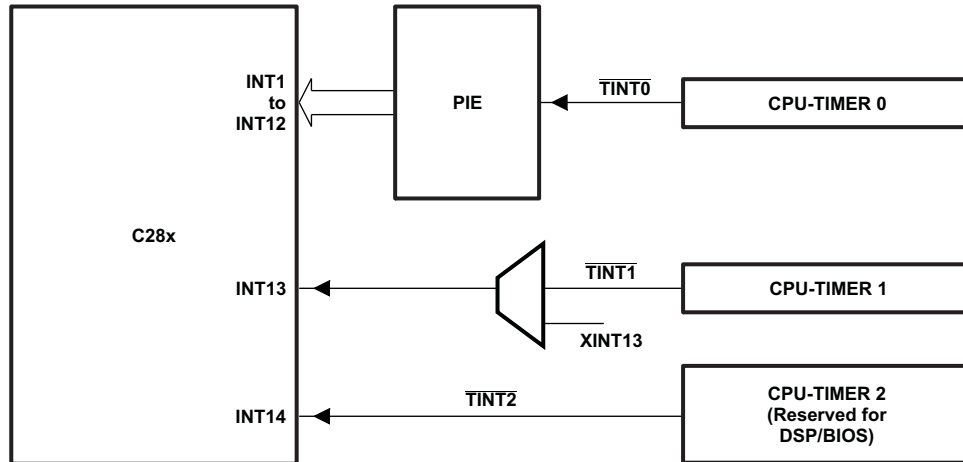 INT1
to
INT12
PIE
TINT0
CPU-TIMER 0
C28x
INT13
TINT1
CPU-TIMER 1
XINT13
INT14
TINT2
CPU-TIMER 2
(Reserved for
DSP/BIOS)